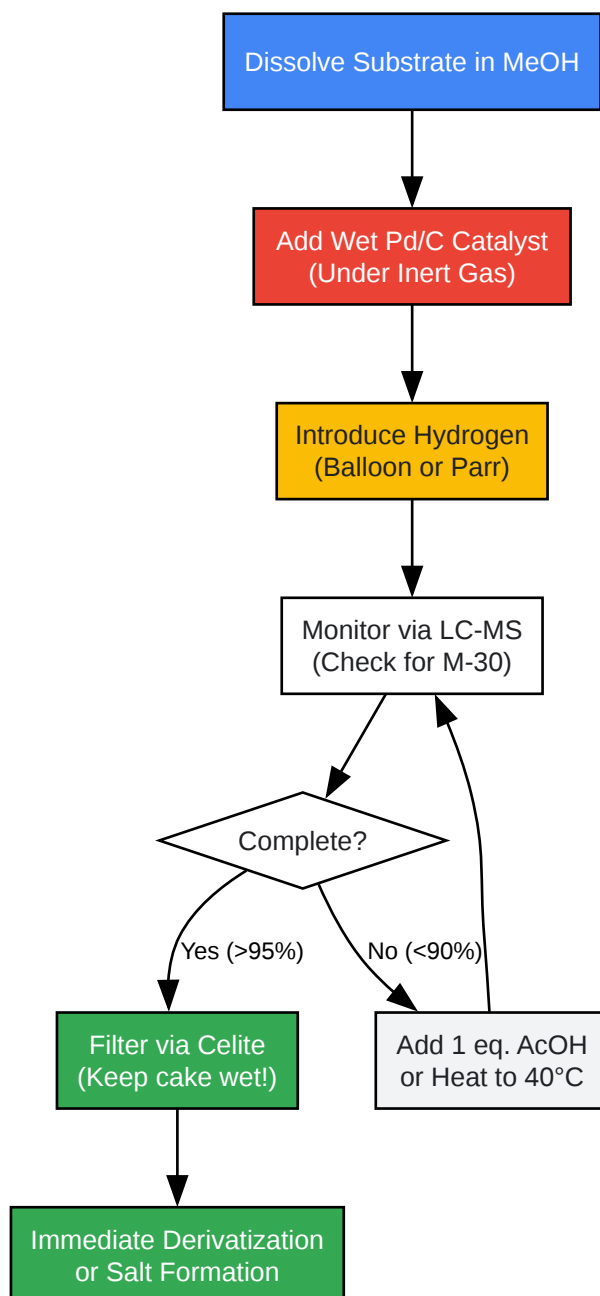 Dissolve Substrate in MeOH
Add Wet Pd/C Catalyst
(Under Inert Gas)
Introduce Hydrogen
(Balloon or Parr)
Monitor via LC-MS
(Check for M-30)
Complete?
Yes (>95%)
No (<90%)
Filter via Celite
(Keep cake wet!)
Add 1 eq. AcOH
or Heat to 40°C
Immediate Derivatization
or Salt Formation